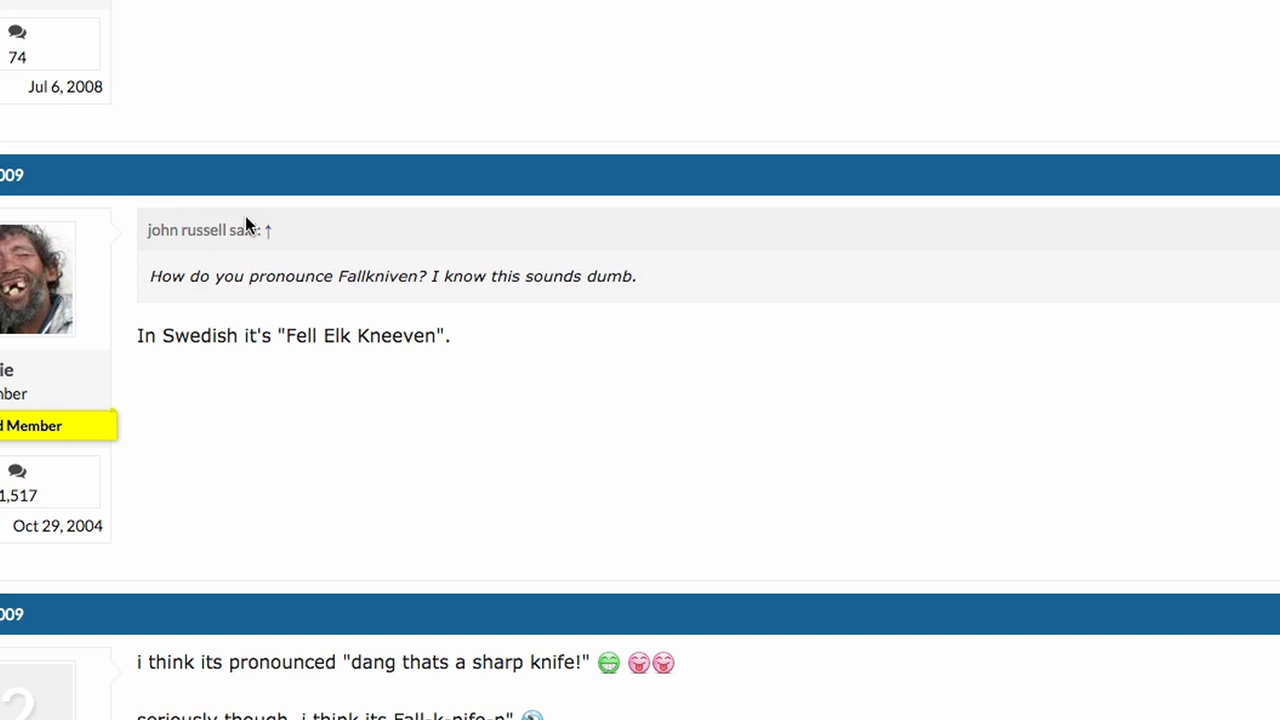 74
Jul 6, 2008
009
john russell said: ↑
How do you pronounce Fallkniven? I know this sounds dumb.
In Swedish it's "Fell Elk Kneeven".
ie
nber
d Member
1,517
Oct 29, 2004
009
i think its pronounced "dang thats a sharp knife!"
?
seriously though, i think its Fall-k-nife-n"